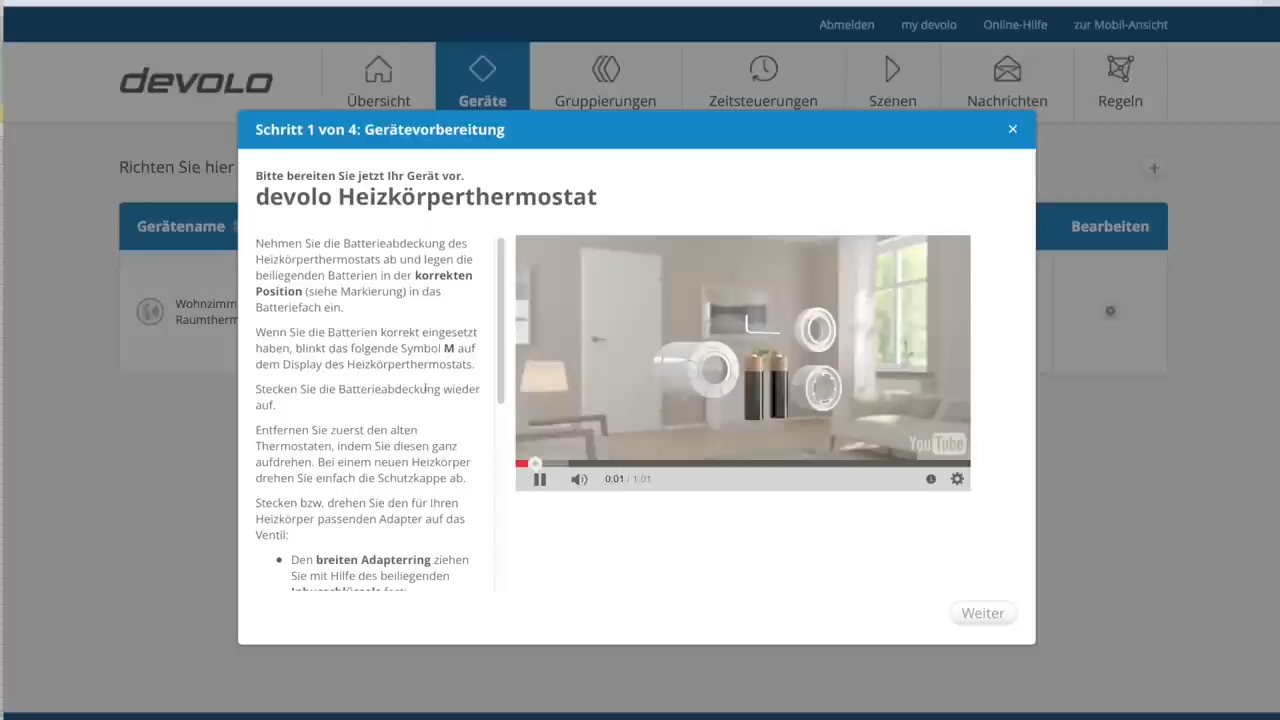 Abmelden my devolo Online-Hilfe zur Mobil-Ansicht
devolo
Übersicht Geräte Gruppierungen Zeitsteuerungen Szenen Nachrichten Regeln
Schritt 1 von 4: Gerätevorbereitung
Richten Sie hier
Bitte bereiten Sie jetzt Ihr Gerät vor.
devolo Heizkörperthermostat
Gerätename
Bearbeiten
Nehmen Sie die Batterieabdeckung des
Heizkörperthermostats ab und legen die
beiliegenden Batterien in der korrekten
Position (siehe Markierung) in das
Batteriefach ein.
Wohnzimm
Raumtherm
Wenn Sie die Batterien korrekt eingesetzt
haben, blinkt das folgende Symbol M auf
dem Display des Heizkörperthermostats.
Stecken Sie die Batterieabdeckung wieder
auf.
Entfernen Sie zuerst den alten
Thermostaten, indem Sie diesen ganz
aufdrehen. Bei einem neuen Heizkörper
drehen Sie einfach die Schutzkappe ab.
Stecken bzw. drehen Sie den für Ihren
Heizkörper passenden Adapter auf das
Ventil:
• Den breiten Adapterring ziehen
Sie mit Hilfe des beiliegenden
YouTube
0:01 / 1:01
Weiter